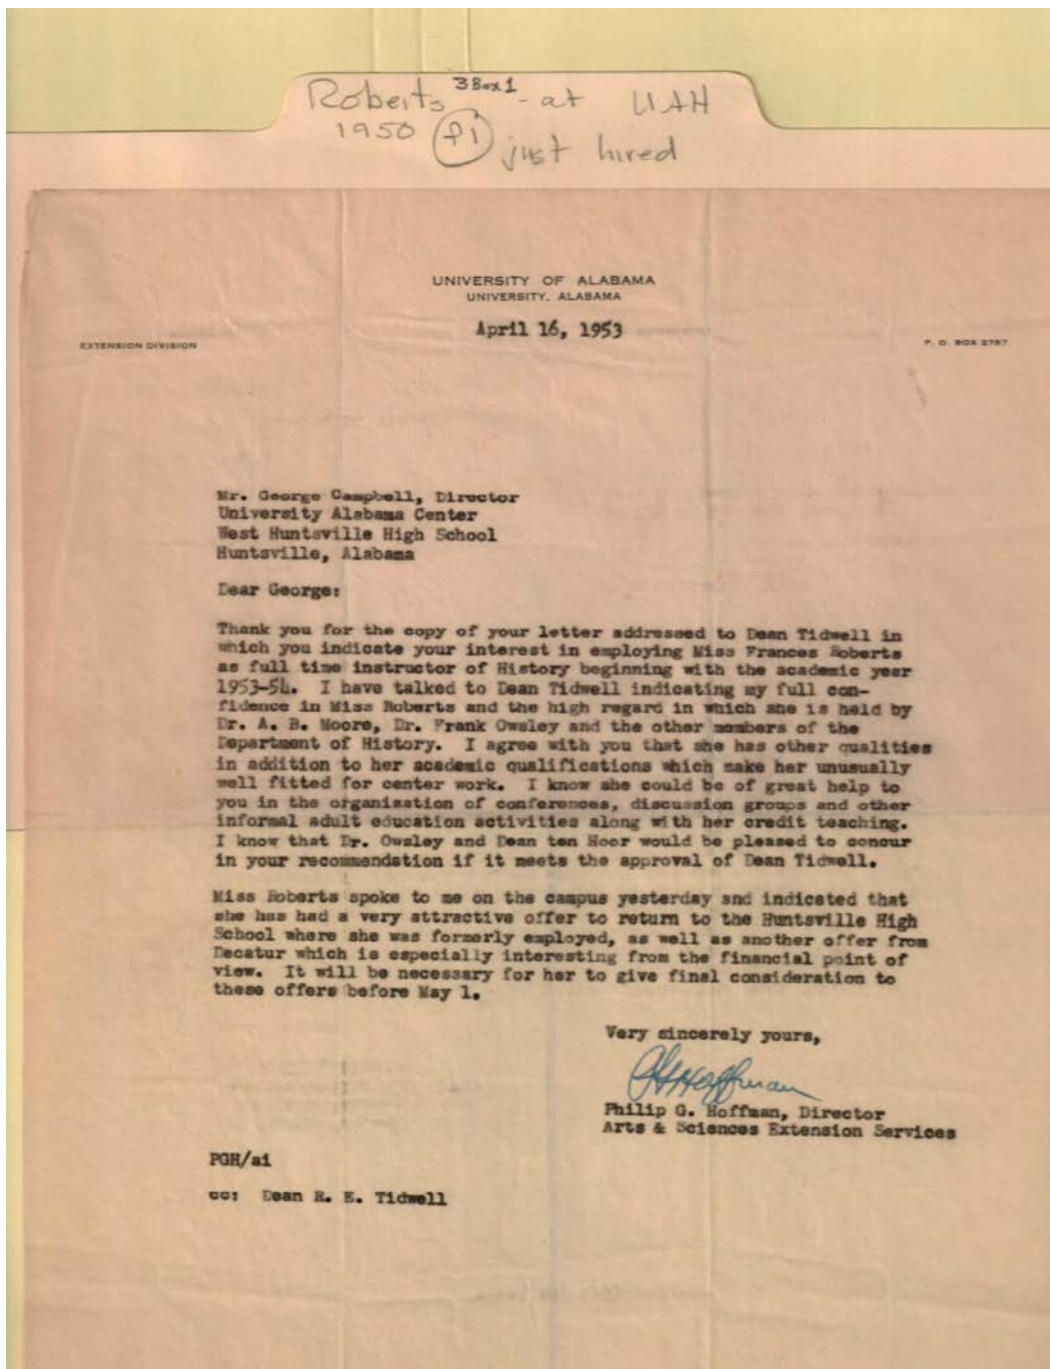 Roberts 3Box1 - at UAH
1950 just hired
UNIVERSITY OF ALABAMA
UNIVERSITY, ALABAMA
April 16, 1953
EXTENSION DIVISION
P. O. BOX 2787
Mr. George Campbell, Director
University Alabama Center
West Huntsville High School
Huntsville, Alabama
Dear George:
Thank you for the copy of your letter addressed to Dean Tidwell in
which you indicate your interest in employing Miss Frances Roberts
as full time instructor of History beginning with the academic year
1953-54. I have talked to Dean Tidwell indicating my full con-
fidence in Miss Roberts and the high regard in which she is held by
Dr. A. B. Moore, Dr. Frank Owsley and the other members of the
Department of History. I agree with you that she has other qualities
in addition to her academic qualifications which make her unusually
well fitted for center work. I know she could be of great help to
you in the organization of conferences, discussion groups and other
informal adult education activities along with her credit teaching.
I know that Dr. Owsley and Dean ten Hoor would be pleased to concur
in your recommendation if it meets the approval of Dean Tidwell.
Miss Roberts spoke to me on the campus yesterday and indicated that
she has had a very attractive offer to return to the Huntsville High
School where she was formerly employed, as well as another offer from
Decatur which is especially interesting from the financial point of
view. It will be necessary for her to give final consideration to
these offers before May 1.
Very sincerely yours,
PGHoffman
Philip G. Hoffman, Director
Arts & Sciences Extension Services
PGH/ai
cc: Dean R. E. Tidwell